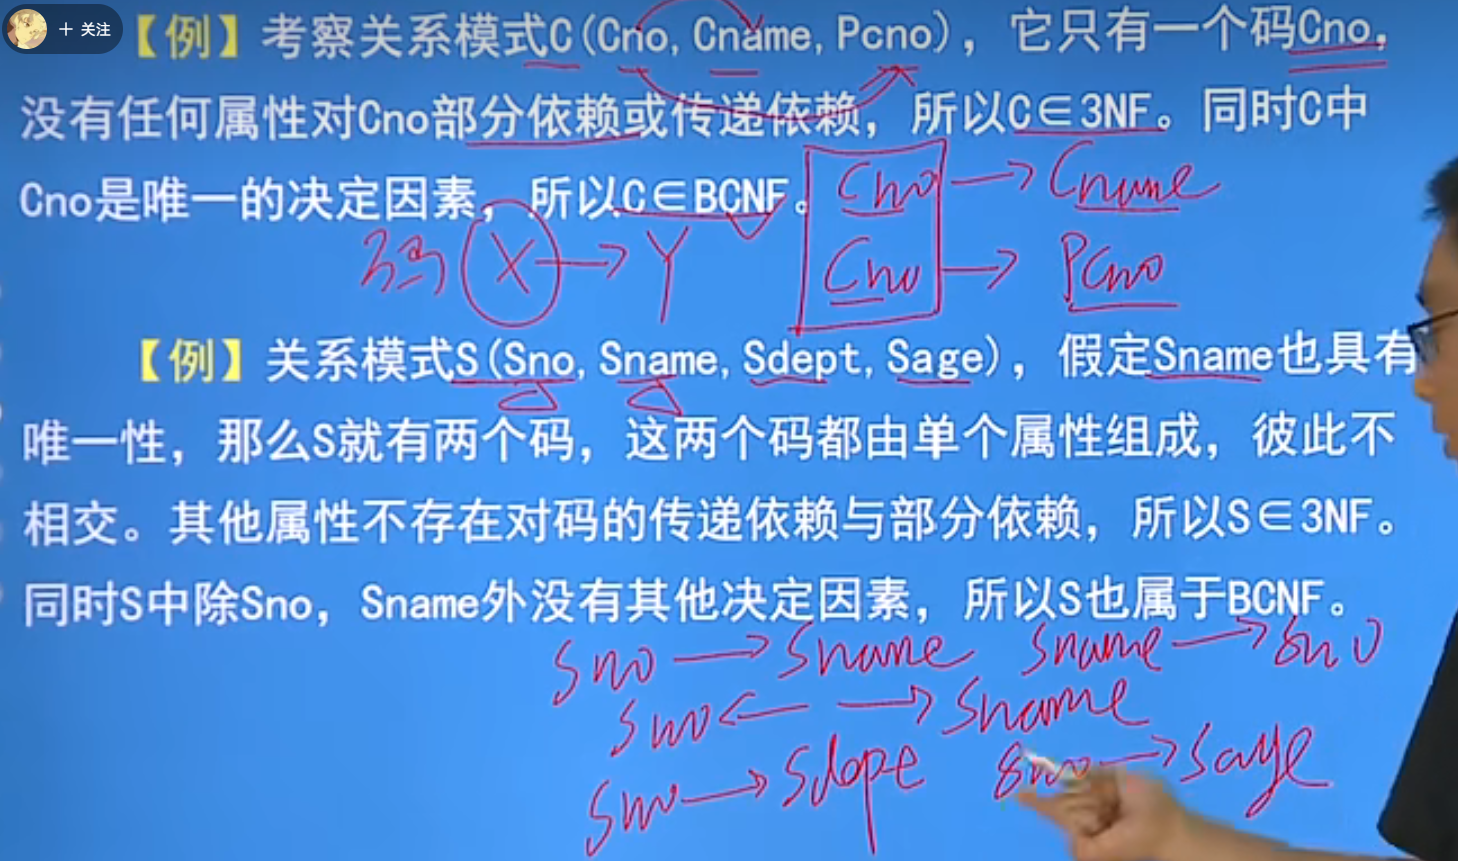 + 关注
【例】考察关系模式C(Cno,Cname,Pcno)，它只有一个码Cno，
没有任何属性对Cno部分依赖或传递依赖，所以C∈3NF。同时C中
Cno是唯一的决定因素，所以C∈BCNF。
Cno → Cname
码 X → Y
Cno → Pcno
【例】关系模式S(Sno,Sname,Sdept,Sage)，假定Sname也具有
唯一性，那么S就有两个码，这两个码都由单个属性组成，彼此不
相交。其他属性不存在对码的传递依赖与部分依赖，所以S∈3NF。
同时S中除Sno，Sname外没有其他决定因素，所以S也属于BCNF。
Sno → Sname Sname → Sno
Sno ← → Sname
Sno → Sdope Sno → Sage